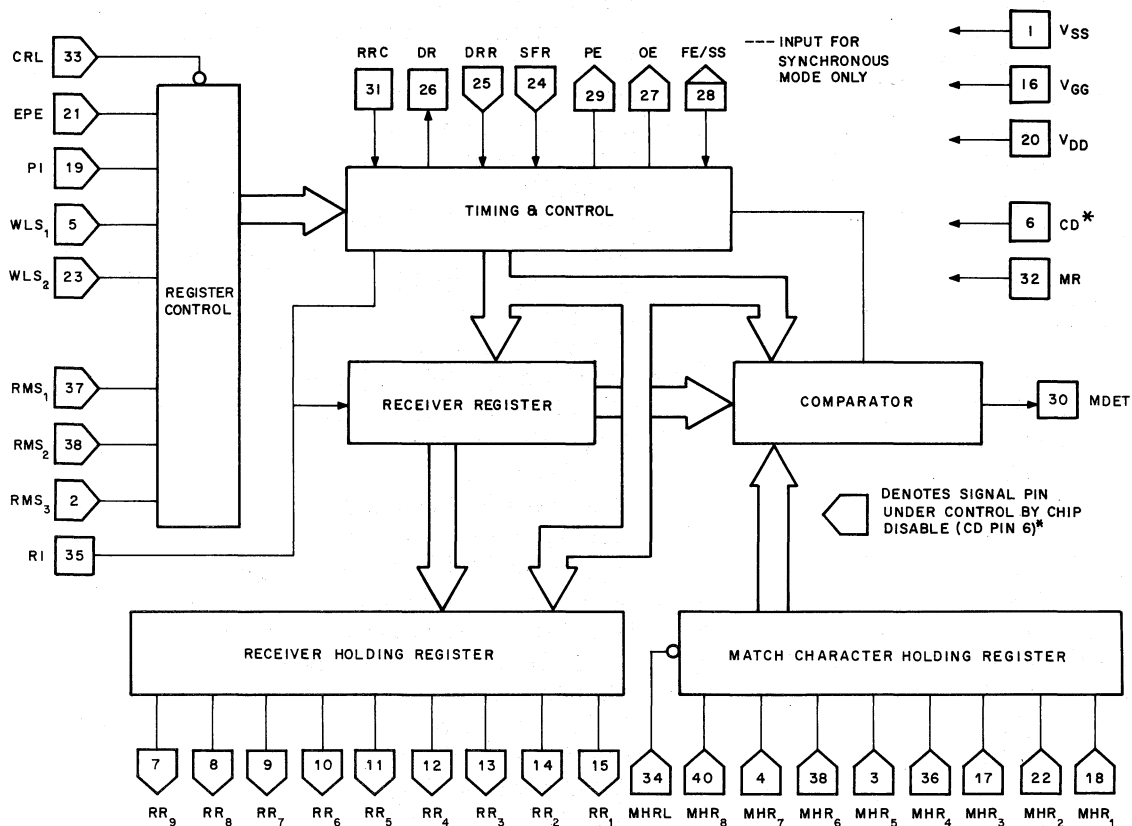 CRL 33
EPE 21
PI 19
WLS₁ 5
WLS₂ 23
RMS₁ 37
RMS₂ 38
RMS₃ 2
RI 35
REGISTER
CONTROL
RRC DR DRR SFR PE OE FE/SS
31 26 25 24 29 27 28
--- INPUT FOR
SYNCHRONOUS
MODE ONLY
1 VSS
16 VGG
20 VDD
6 CD*
32 MR
TIMING & CONTROL
RECEIVER REGISTER
COMPARATOR
30 MDET
DENOTES SIGNAL PIN
UNDER CONTROL BY CHIP
DISABLE (CD PIN 6)*
RECEIVER HOLDING REGISTER
MATCH CHARACTER HOLDING REGISTER
7 8 9 10 11 12 13 14 15
RR₉ RR₈ RR₇ RR₆ RR₅ RR₄ RR₃ RR₂ RR₁
34 40 4 38 3 36 17 22 18
MHRL MHR₈ MHR₇ MHR₆ MHR₅ MHR₄ MHR₃ MHR₂ MHR₁